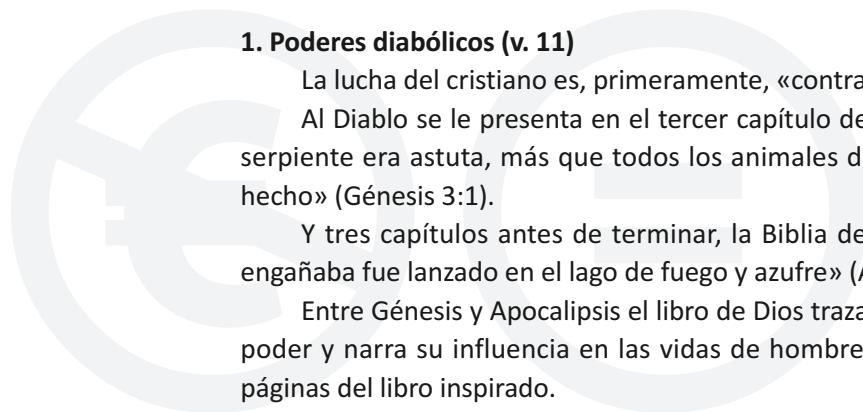 1. Poderes diabólicos (v. 11)
La lucha del cristiano es, primeramente, «contra
Al Diablo se le presenta en el tercer capítulo de
serpiente era astuta, más que todos los animales d
hecho» (Génesis 3:1).
Y tres capítulos antes de terminar, la Biblia de
engañaba fue lanzado en el lago de fuego y azufre» (
Entre Génesis y Apocalipsis el libro de Dios traza
poder y narra su influencia en las vidas de hombre
páginas del libro inspirado.